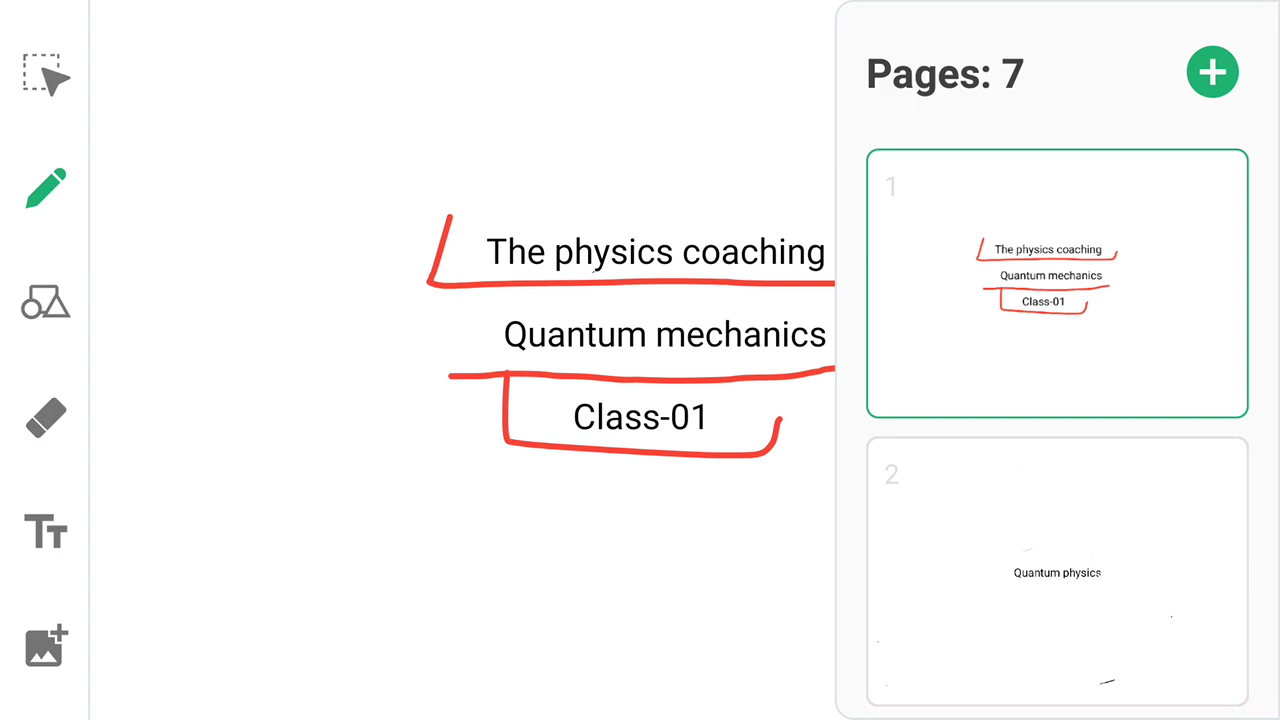 The physics coaching
Quantum mechanics
Class-01
Pages: 7
1
The physics coaching
Quantum mechanics
Class-01
2
Quantum physics